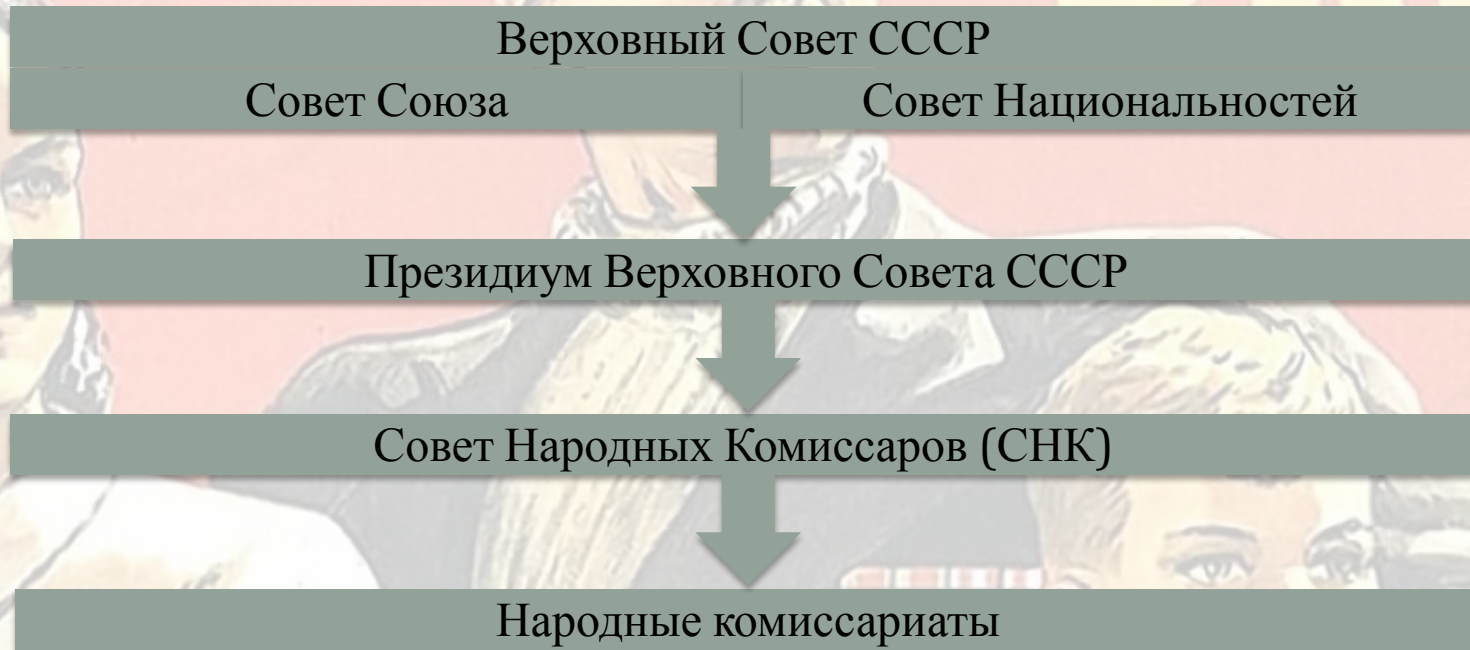 Верховный Совет СССР
Совет Союза
Совет Национальностей
Президиум Верховного Совета СССР
Совет Народных Комиссаров (СНК)
Народные комиссариаты